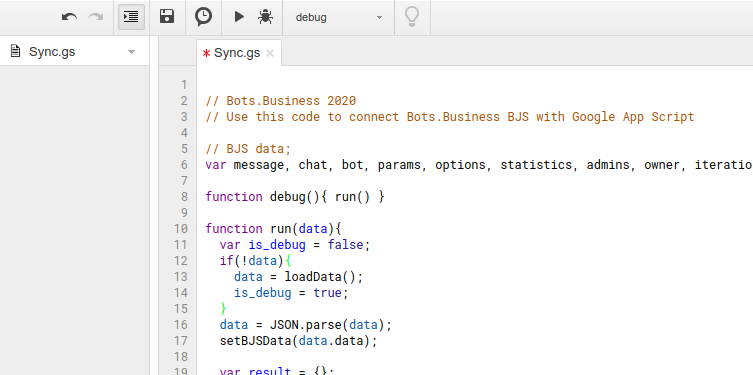 debug
Sync.gs
* Sync.gs ×
1
2 // Bots.Business 2020
3 // Use this code to connect Bots.Business BJS with Google App Script
4
5 // BJS data;
6 var message, chat, bot, params, options, statistics, admins, owner, iteratio
7
8 function debug(){ run() }
9
10 function run(data){
11   var is_debug = false;
12   if(!data){
13     data = loadData();
14     is_debug = true;
15   }
16   data = JSON.parse(data);
17   setBJSData(data.data);
18
19   var result = {};